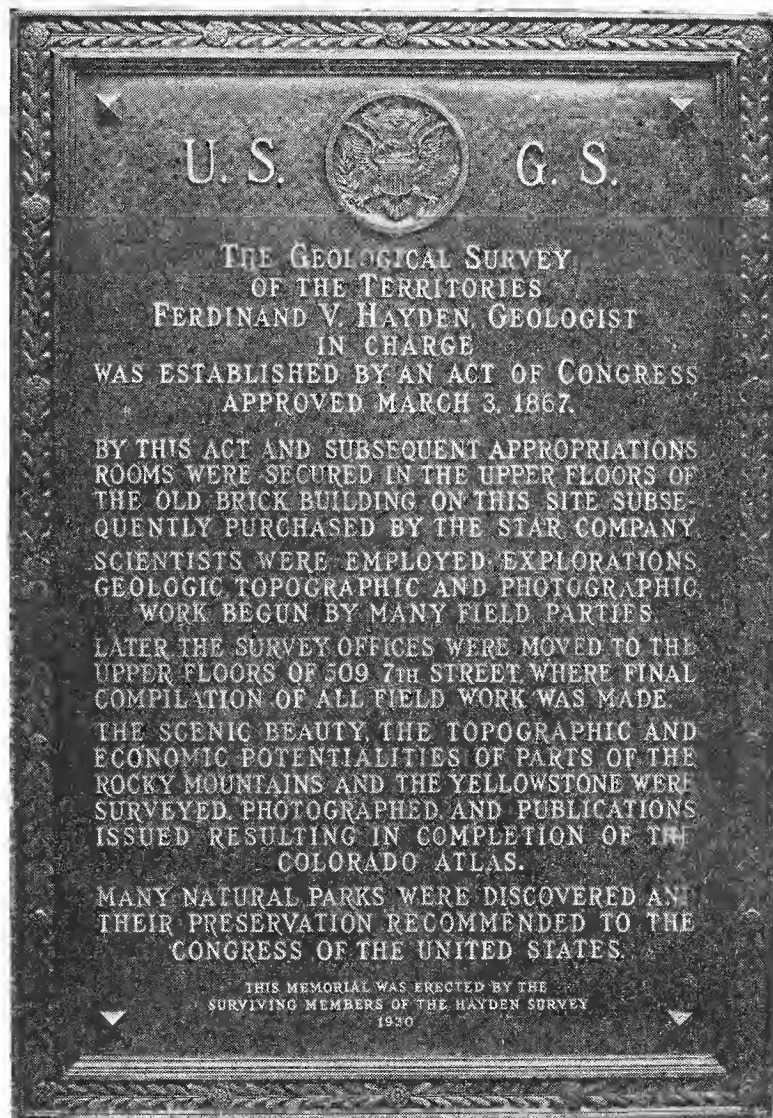 U. S. G. S.
THE GEOLOGICAL SURVEY
OF THE TERRITORIES
FERDINAND V. HAYDEN, GEOLOGIST
IN CHARGE
WAS ESTABLISHED BY AN ACT OF CONGRESS
APPROVED MARCH 3, 1867.
BY THIS ACT AND SUBSEQUENT APPROPRIATIONS
ROOMS WERE SECURED IN THE UPPER FLOORS OF
THE OLD BRICK BUILDING ON THIS SITE SUBSE-
QUENTLY PURCHASED BY THE STAR COMPANY.
SCIENTISTS WERE EMPLOYED, EXPLORATIONS,
GEOLOGIC, TOPOGRAPHIC AND PHOTOGRAPHIC,
WORK BEGUN BY MANY FIELD PARTIES.
LATER THE SURVEY OFFICES WERE MOVED TO THE
UPPER FLOORS OF 509 7TH STREET, WHERE FINAL
COMPILATION OF ALL FIELD WORK WAS MADE.
THE SCENIC BEAUTY, THE TOPOGRAPHIC AND
ECONOMIC POTENTIALITIES OF PARTS OF THE
ROCKY MOUNTAINS AND THE YELLOWSTONE WERE
SURVEYED, PHOTOGRAPHED, AND PUBLICATIONS
ISSUED RESULTING IN COMPLETION OF THE
COLORADO ATLAS.
MANY NATURAL PARKS WERE DISCOVERED AND
THEIR PRESERVATION RECOMMENDED TO THE
CONGRESS OF THE UNITED STATES.
THIS MEMORIAL WAS ERECTED BY THE
SURVIVING MEMBERS OF THE HAYDEN SURVEY
1930